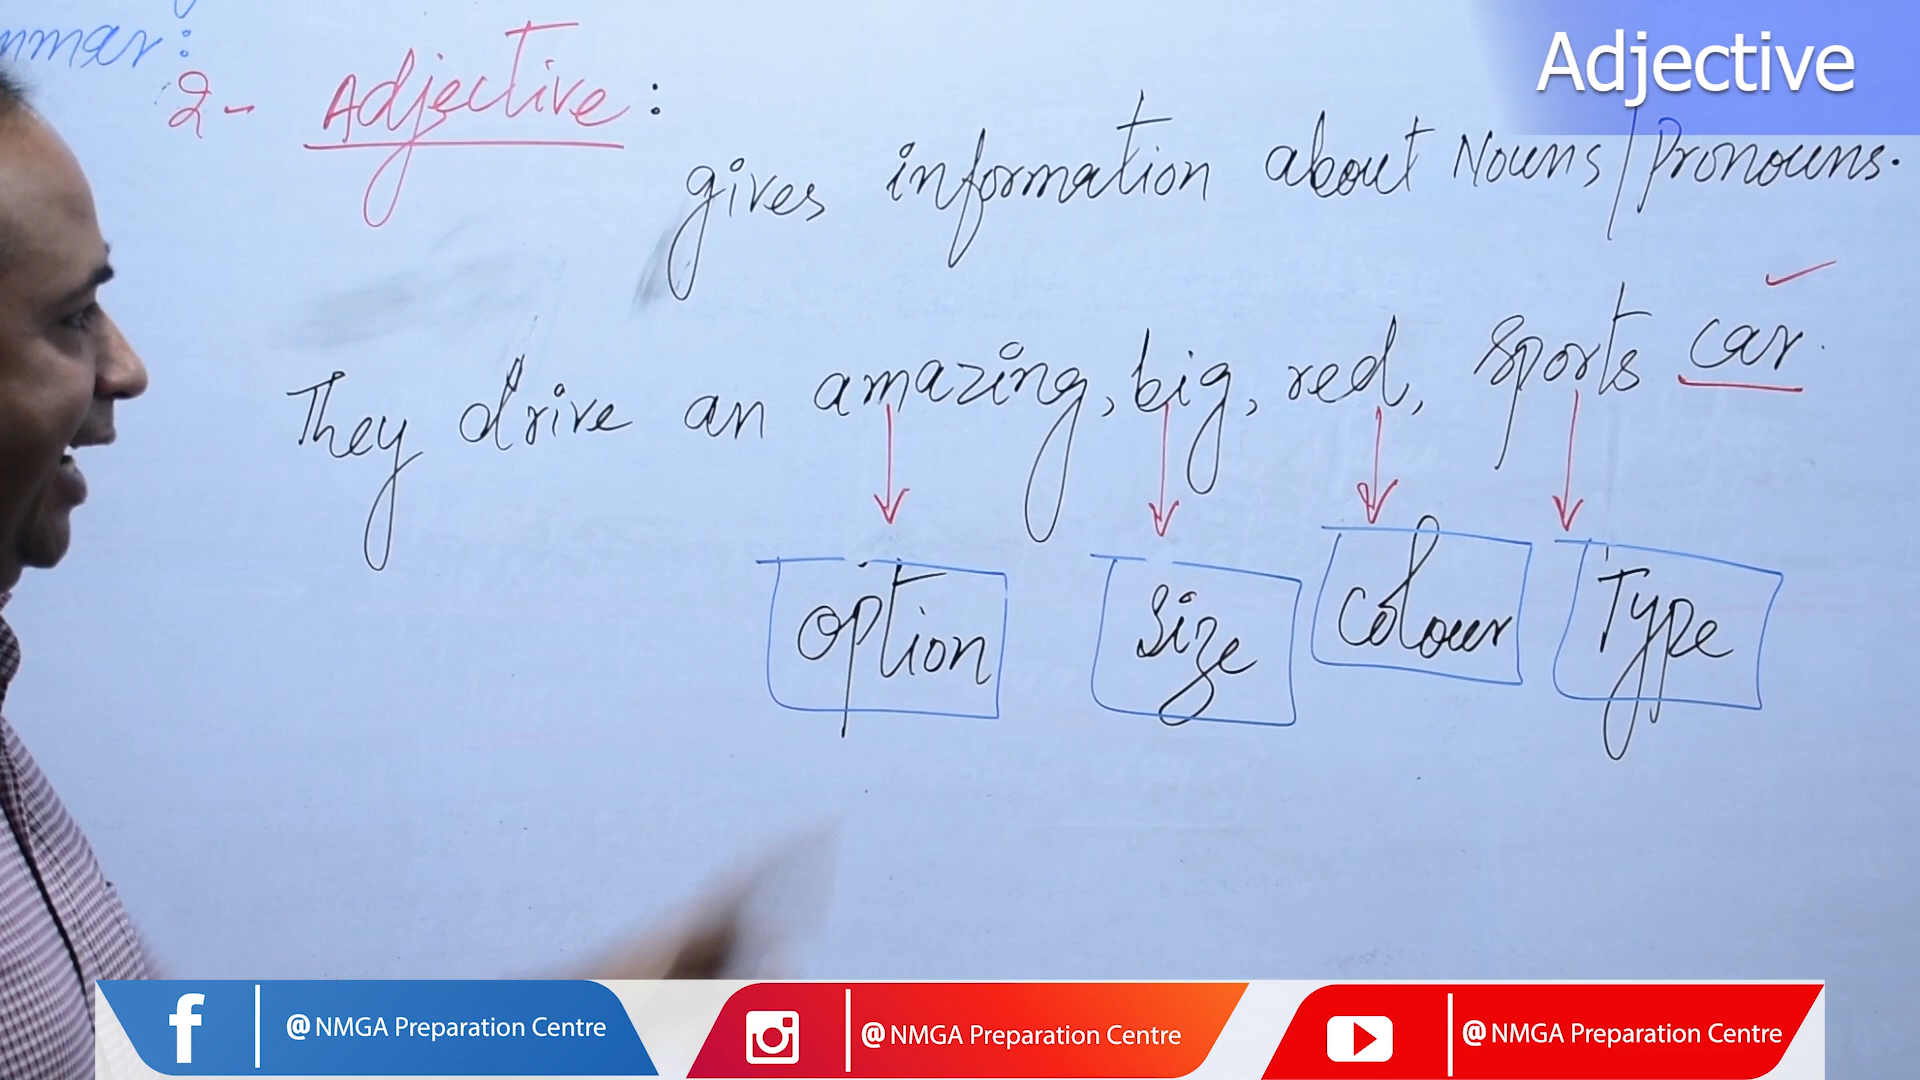 mmar:
Adjective
2- Adjective:
gives information about Nouns/Pronouns.
They drive an amazing, big, red, sports car.
option Size Colour Type
@NMGA Preparation Centre @NMGA Preparation Centre @NMGA Preparation Centre